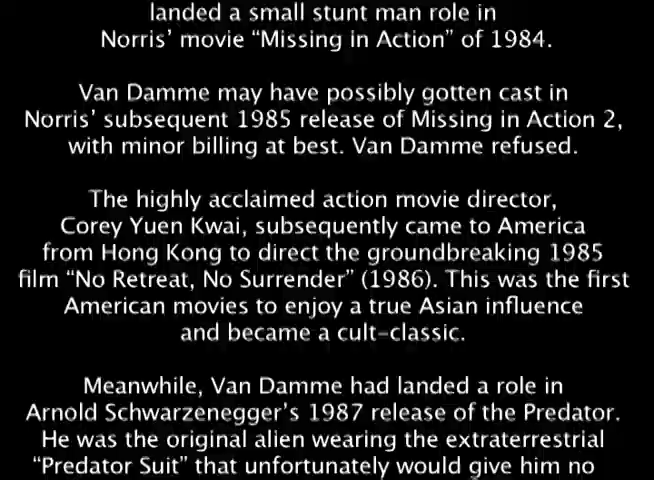 landed a small stunt man role in
Norris’ movie “Missing in Action” of 1984.
Van Damme may have possibly gotten cast in
Norris’ subsequent 1985 release of Missing in Action 2,
with minor billing at best. Van Damme refused.
The highly acclaimed action movie director,
Corey Yuen Kwai, subsequently came to America
from Hong Kong to direct the groundbreaking 1985
film “No Retreat, No Surrender” (1986). This was the first
American movies to enjoy a true Asian influence
and became a cult-classic.
Meanwhile, Van Damme had landed a role in
Arnold Schwarzenegger’s 1987 release of the Predator.
He was the original alien wearing the extraterrestrial
“Predator Suit” that unfortunately would give him no